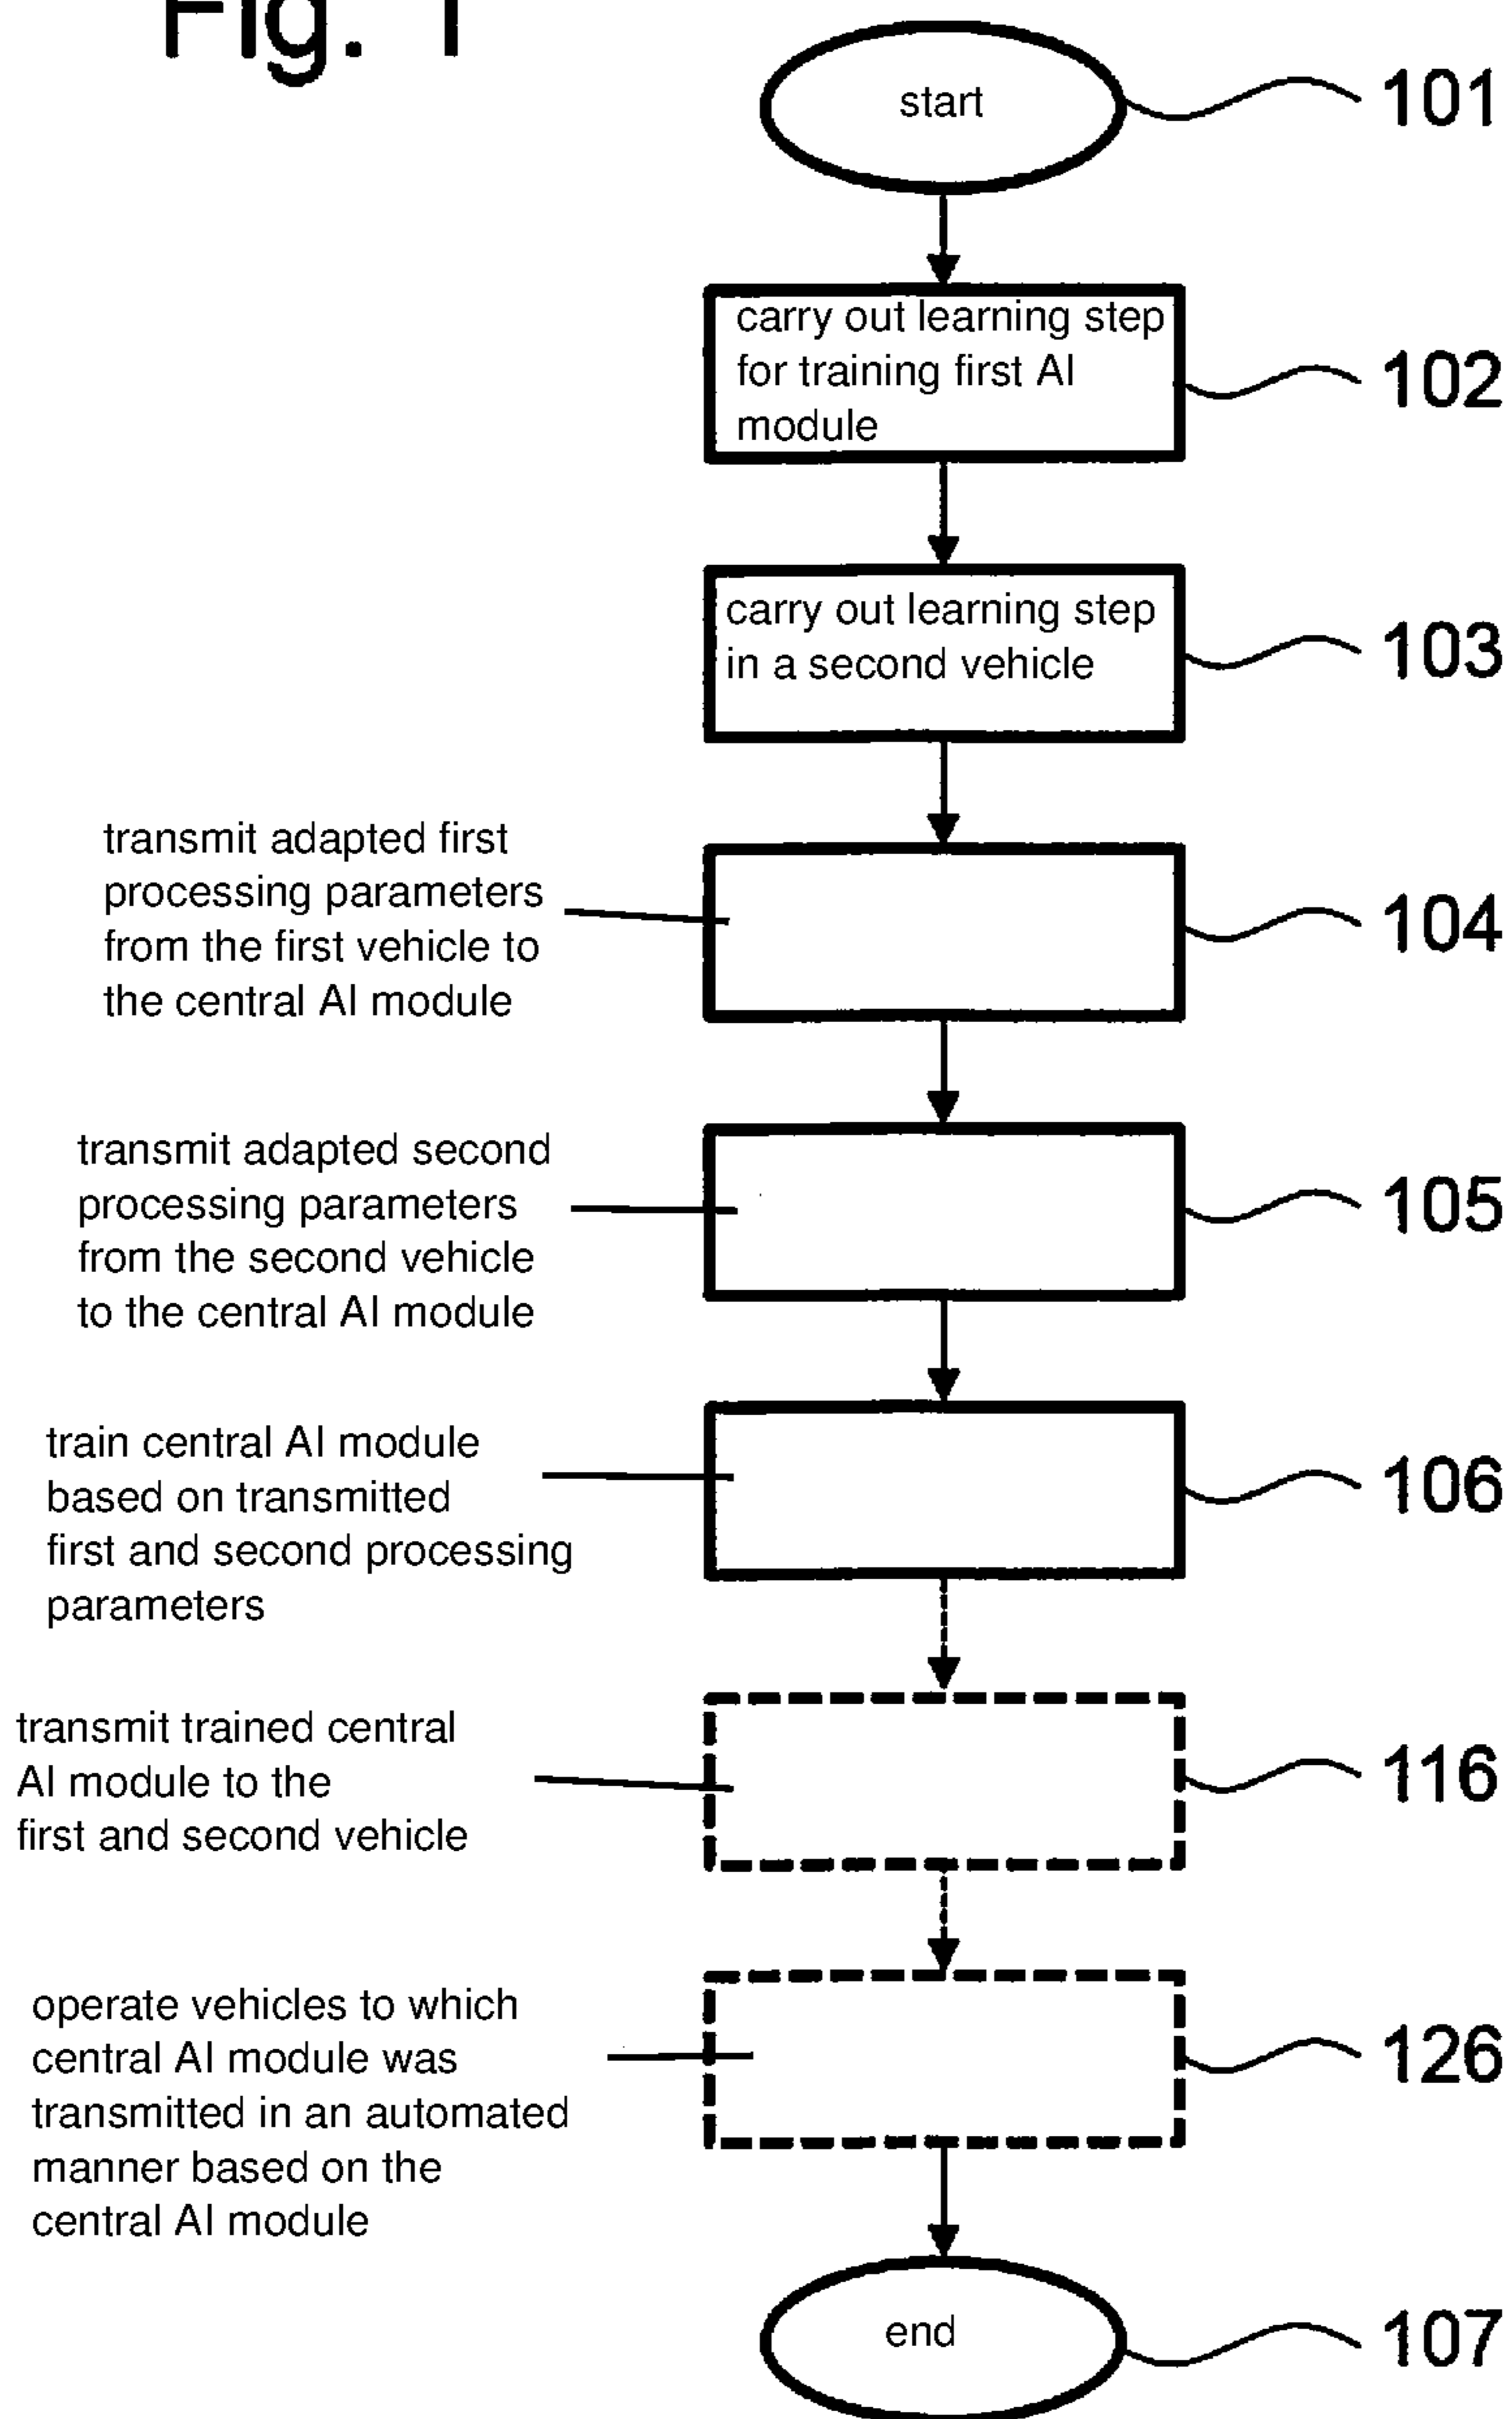 Fig. 1
start
101
carry out learning step
for training first AI
module
102
carry out learning step
in a second vehicle
103
transmit adapted first
processing parameters
from the first vehicle to
the central AI module
104
transmit adapted second
processing parameters
from the second vehicle
to the central AI module
105
train central AI module
based on transmitted
first and second processing
parameters
106
transmit trained central
AI module to the
first and second vehicle
116
operate vehicles to which
central AI module was
transmitted in an automated
manner based on the
central AI module
126
end
107